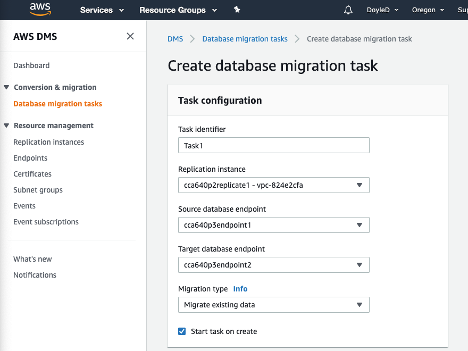 aws Services Resource Groups DoyleD Oregon Sup
AWS DMS
DMS Database migration tasks Create database migration task
Create database migration task
Dashboard
Conversion & migration
Database migration tasks
Resource management
Replication instances
Endpoints
Certificates
Subnet groups
Events
Event subscriptions
What's new
Notifications
Task configuration
Task identifier
Task1
Replication instance
cca640p2replicate1 - vpc-824e2cfa
Source database endpoint
cca640p3endpoint1
Target database endpoint
cca640p3endpoint2
Migration type Info
Migrate existing data
Start task on create